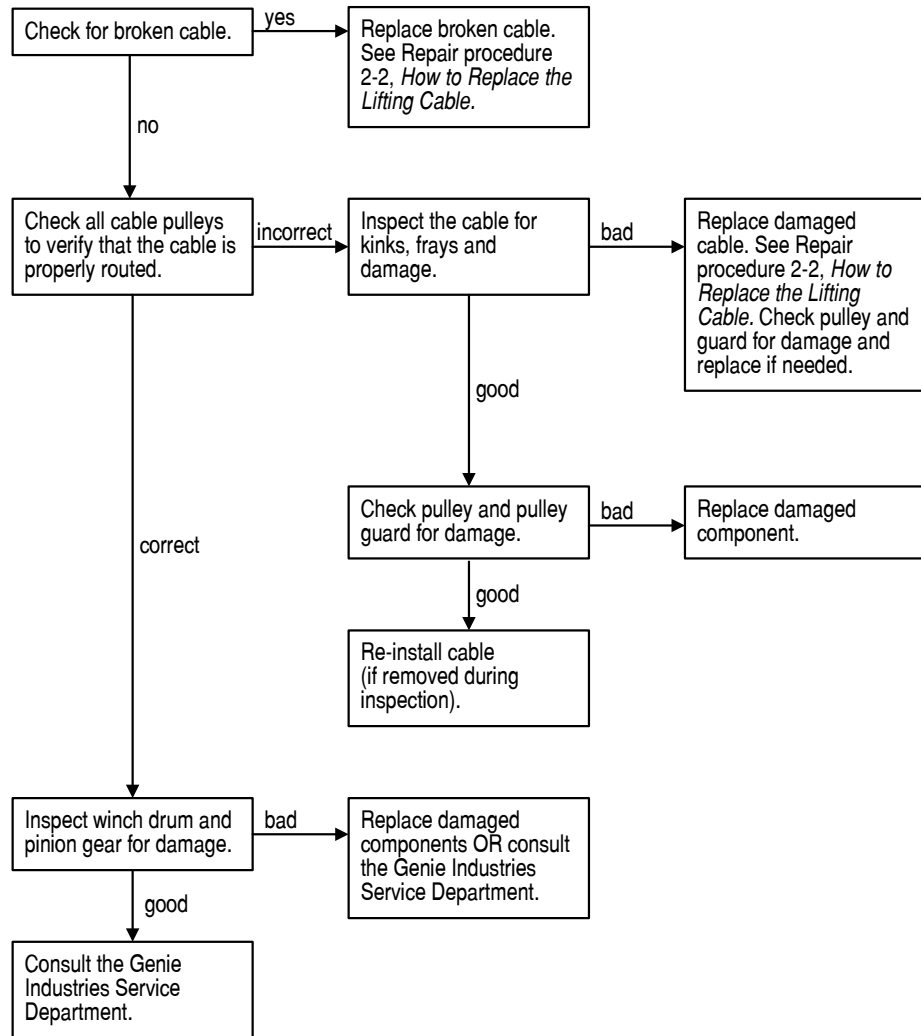 Check for broken cable.
yes
Replace broken cable.
See Repair procedure
2-2, How to Replace the
Lifting Cable.
no
Check all cable pulleys
to verify that the cable is
properly routed.
incorrect
Inspect the cable for
kinks, frays and
damage.
bad
Replace damaged
cable. See Repair
procedure 2-2, How to
Replace the Lifting
Cable. Check pulley and
guard for damage and
replace if needed.
good
Check pulley and pulley
guard for damage.
bad
Replace damaged
component.
correct
good
Re-install cable
(if removed during
inspection).
Inspect winch drum and
pinion gear for damage.
bad
Replace damaged
components OR consult
the Genie Industries
Service Department.
good
Consult the Genie
Industries Service
Department.